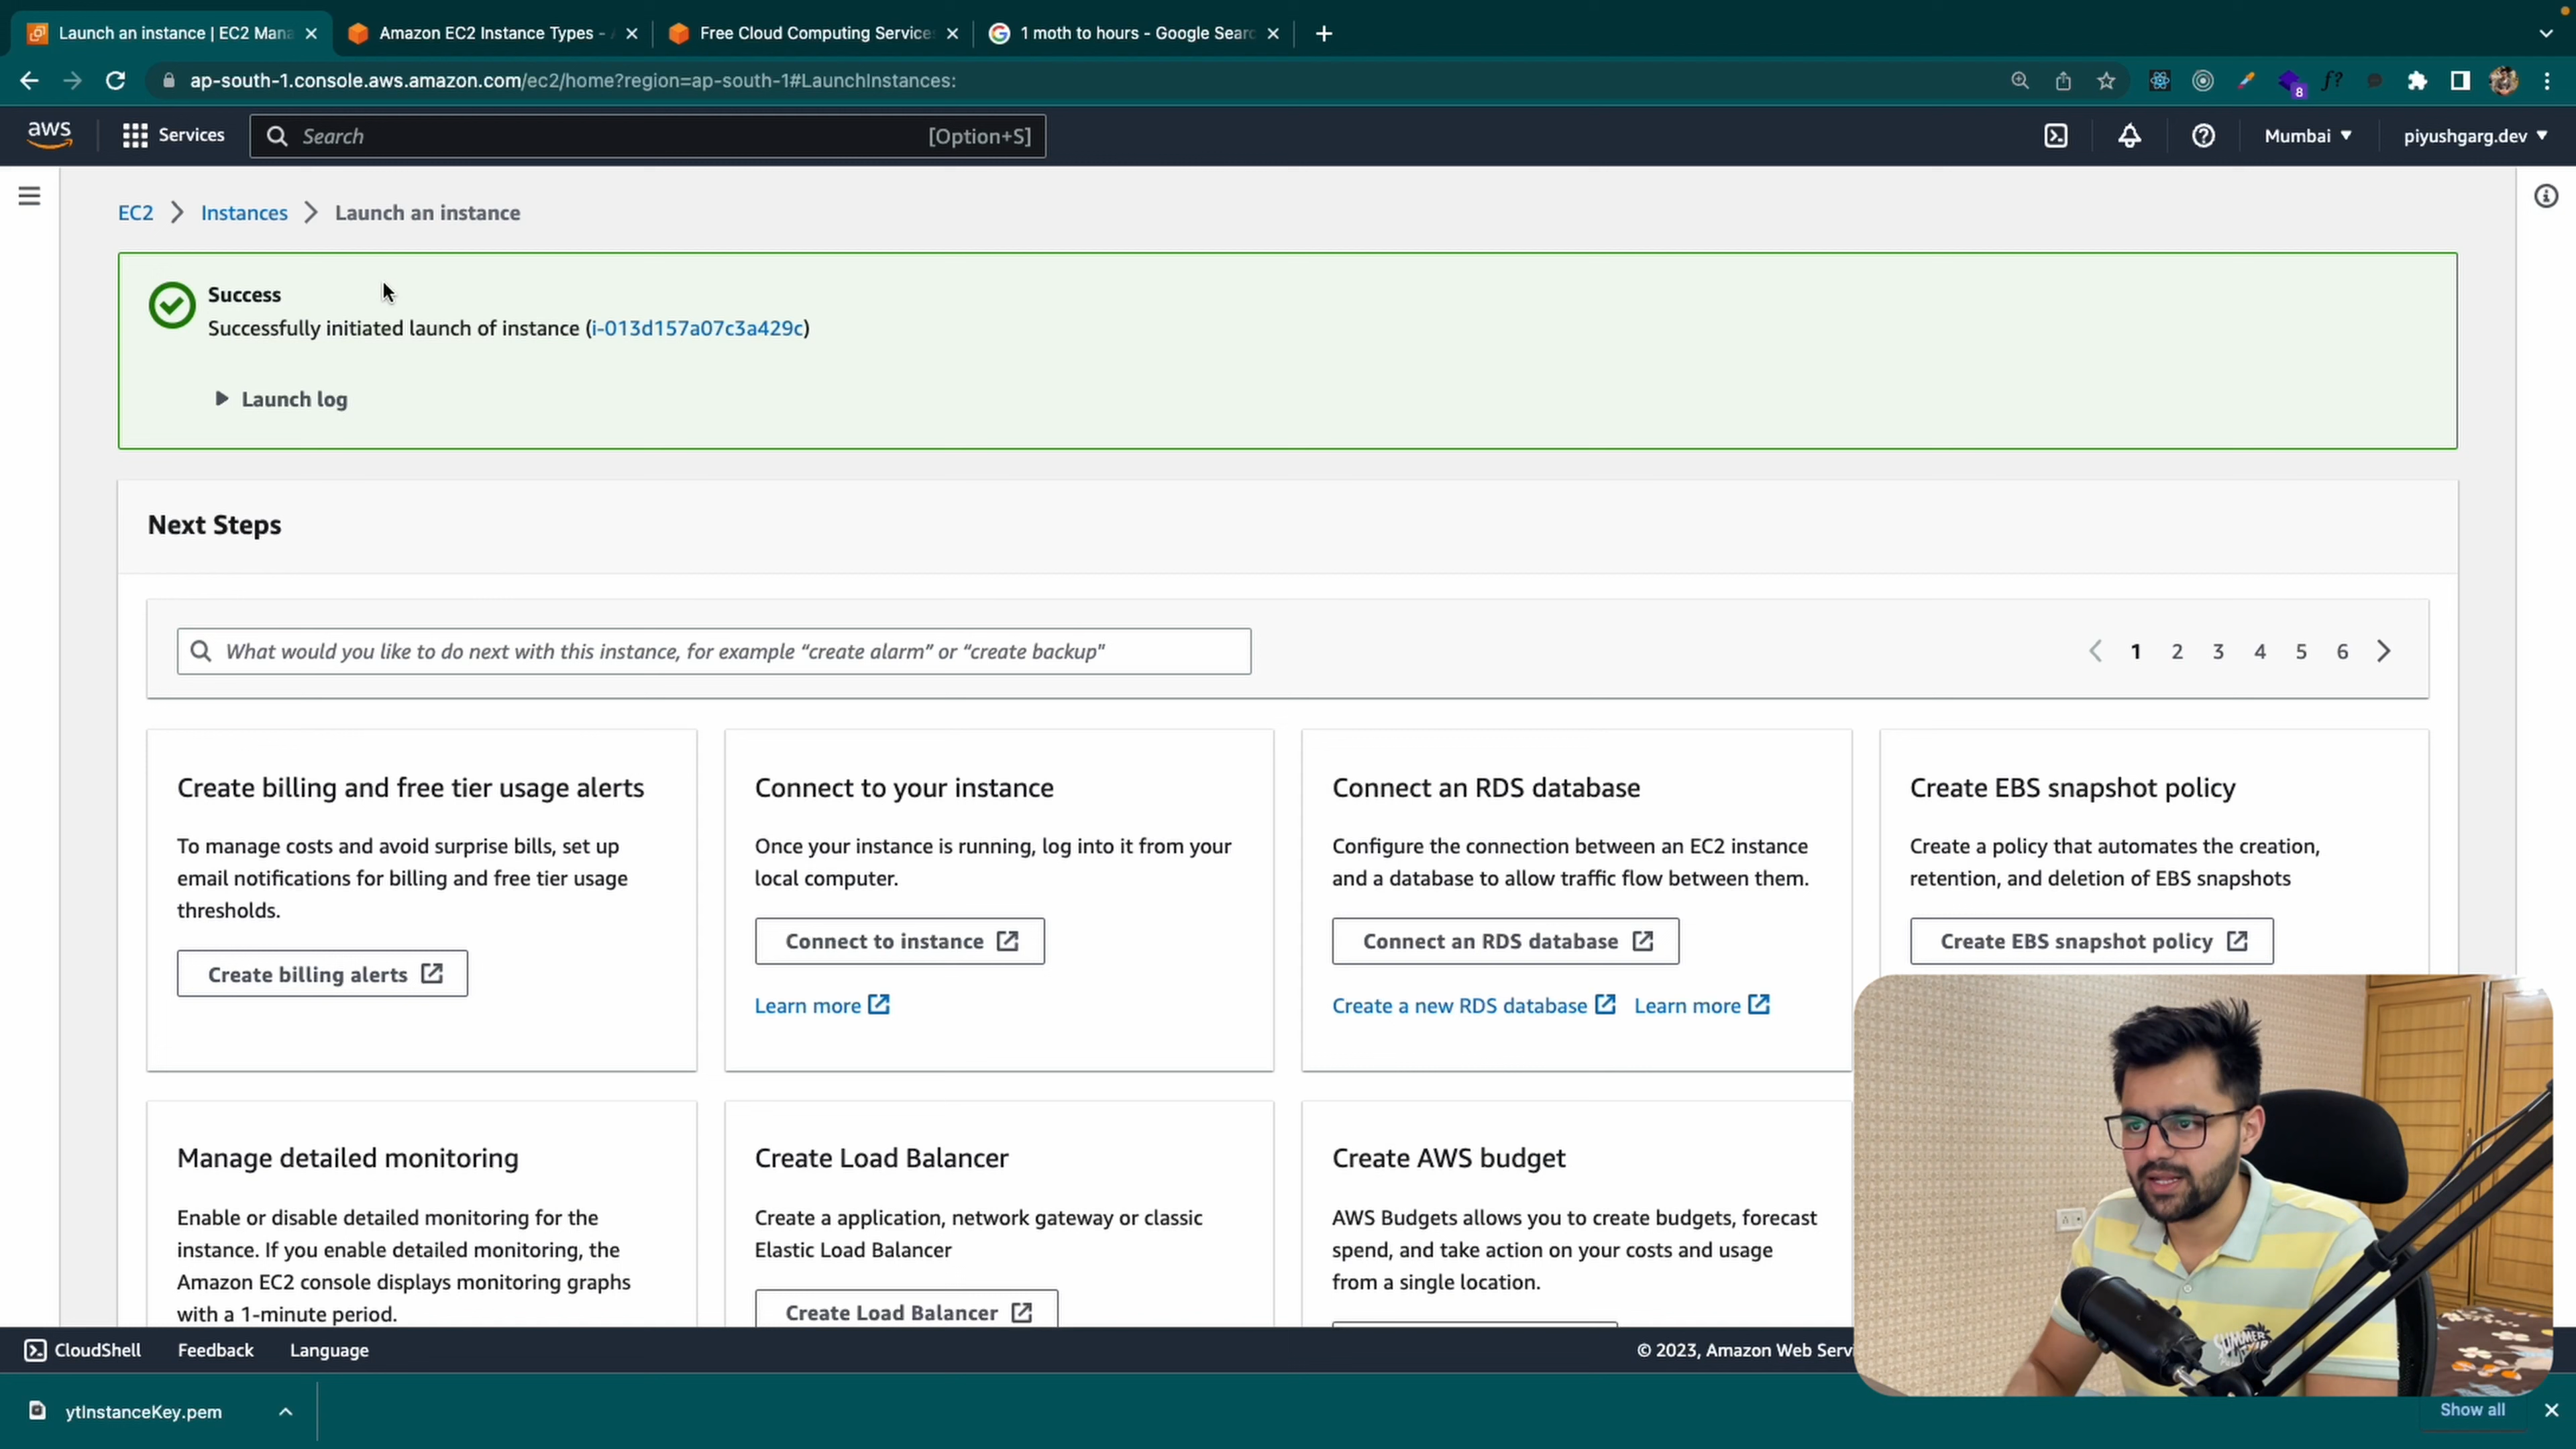 Launch an instance | EC2 Mana
Amazon EC2 Instance Types -
Free Cloud Computing Service
1 moth to hours - Google Sear
ap-south-1.console.aws.amazon.com/ec2/home?region=ap-south-1#LaunchInstances:
8
f?
aws
Services
Search
[Option+S]
Mumbai
piyushgarg.dev
EC2
Instances
Launch an instance
Success
Successfully initiated launch of instance (i-013d157a07c3a429c)
Launch log
Next Steps
What would you like to do next with this instance, for example “create alarm” or “create backup”
1 2 3 4 5 6
Create billing and free tier usage alerts
To manage costs and avoid surprise bills, set up
email notifications for billing and free tier usage
thresholds.
Create billing alerts
Connect to your instance
Once your instance is running, log into it from your
local computer.
Connect to instance
Learn more
Connect an RDS database
Configure the connection between an EC2 instance
and a database to allow traffic flow between them.
Connect an RDS database
Create a new RDS database Learn more
Create EBS snapshot policy
Create a policy that automates the creation,
retention, and deletion of EBS snapshots
Create EBS snapshot policy
Manage detailed monitoring
Enable or disable detailed monitoring for the
instance. If you enable detailed monitoring, the
Amazon EC2 console displays monitoring graphs
with a 1-minute period.
Create Load Balancer
Create a application, network gateway or classic
Elastic Load Balancer
Create Load Balancer
Create AWS budget
AWS Budgets allows you to create budgets, forecast
spend, and take action on your costs and usage
from a single location.
SUMMER
CloudShell
Feedback
Language
© 2023, Amazon Web Servi
ytInstanceKey.pem
Show all